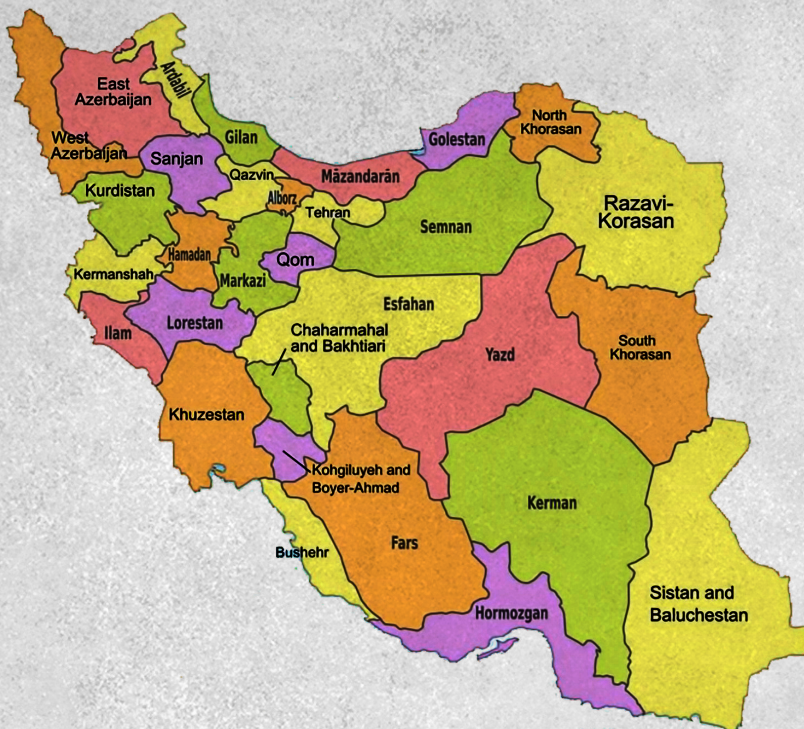 East
Azerbaijan
Ardabil
West
Azerbaijan
Sanjan
Gilan
Golestan
North
Khorasan
Kurdistan
Qazvin
Alborz
Māzandarān
Tehran
Razavi-
Korasan
Semnan
Kermanshah
Hamadan
Markazi
Qom
Ilam
Lorestan
Esfahan
Chaharmahal
and Bakhtiari
Yazd
South
Khorasan
Khuzestan
Kohgiluyeh and
Boyer-Ahmad
Kerman
Bushehr
Fars
Hormozgan
Sistan and
Baluchestan